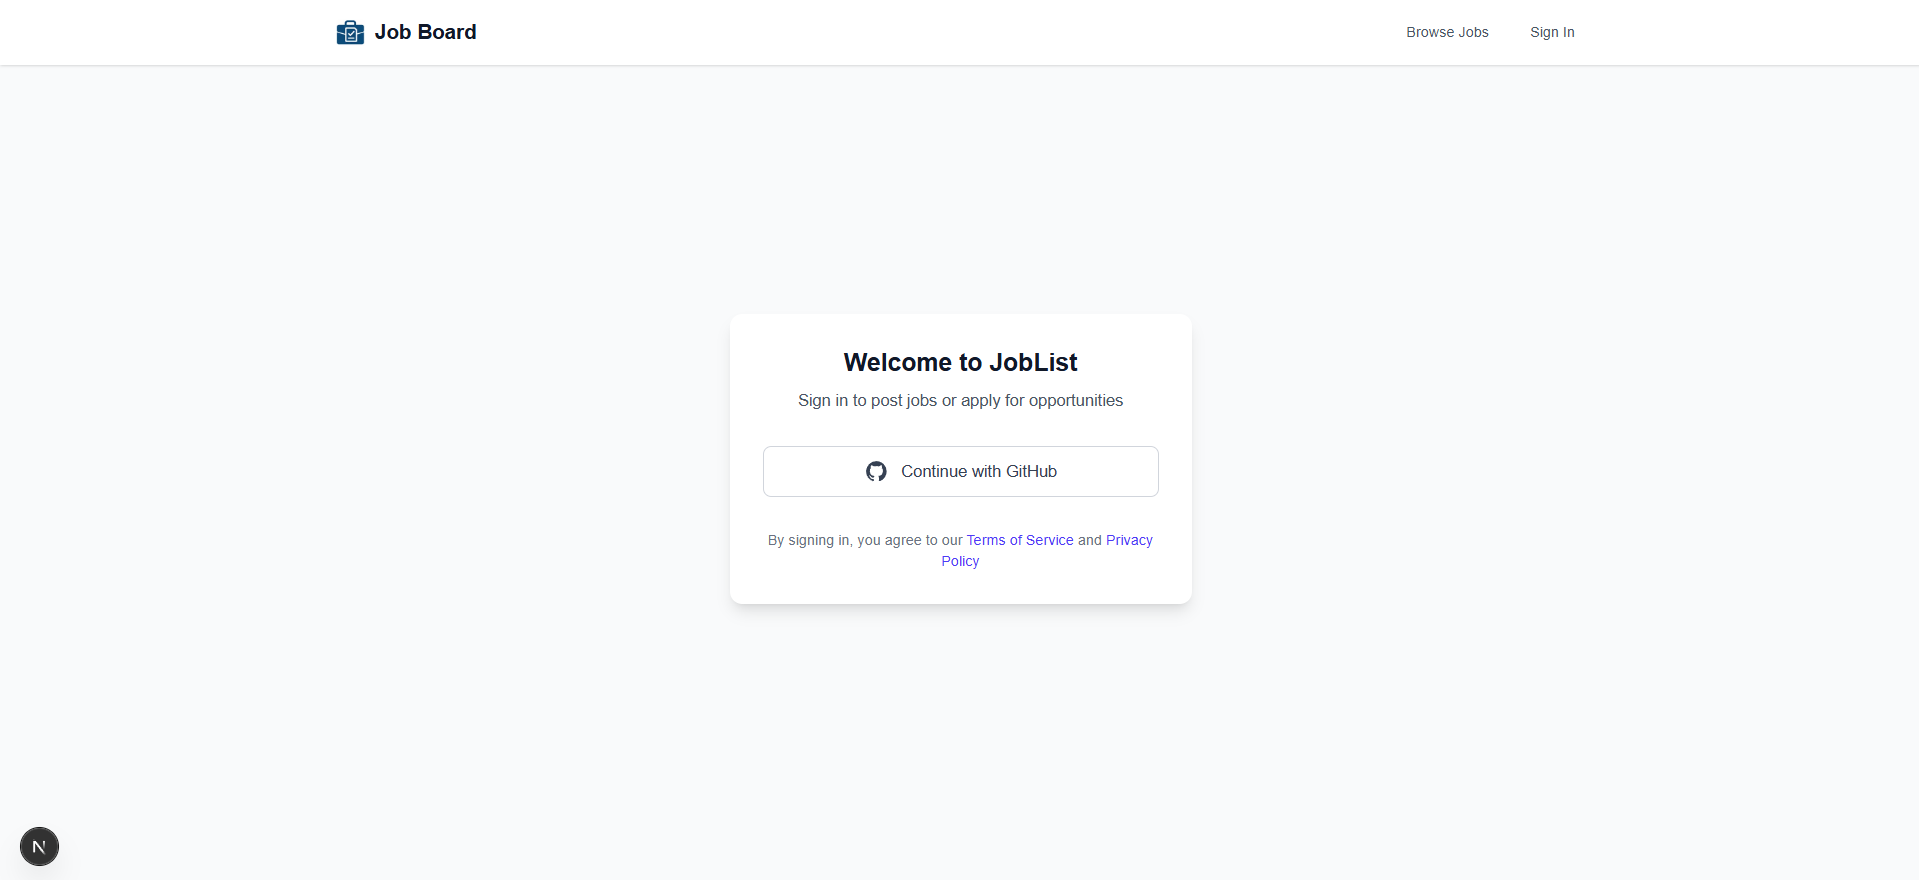 Job Board
Browse Jobs
Sign In
Welcome to JobList
Sign in to post jobs or apply for opportunities
Continue with GitHub
By signing in, you agree to our Terms of Service and Privacy
Policy
N